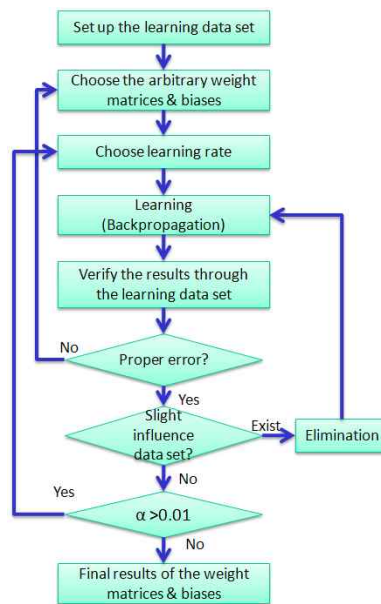 Set up the learning data set
Choose the arbitrary weight
matrices & biases
Choose learning rate
Learning
(Backpropagation)
Verify the results through
the learning data set
No
Proper error?
Yes
Slight
influence
data set?
Exist
Elimination
Yes
No
α >0.01
No
Final results of the weight
matrices & biases